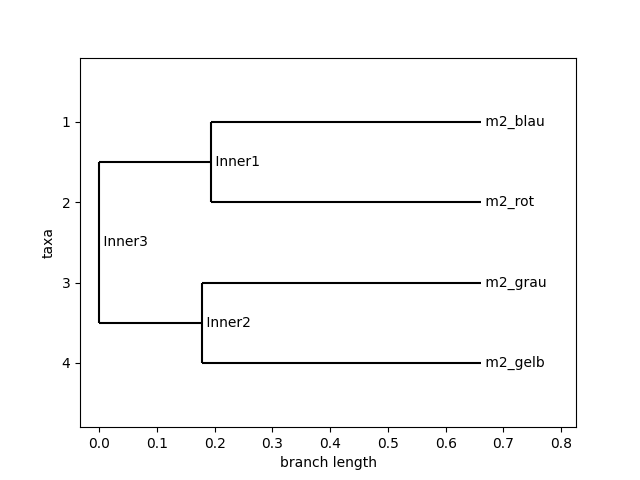 1
m2_blau
Inner1
2
m2_rot
Inner3
taxa
3
m2_grau
Inner2
4
m2_gelb
0.0 0.1 0.2 0.3 0.4 0.5 0.6 0.7 0.8
branch length